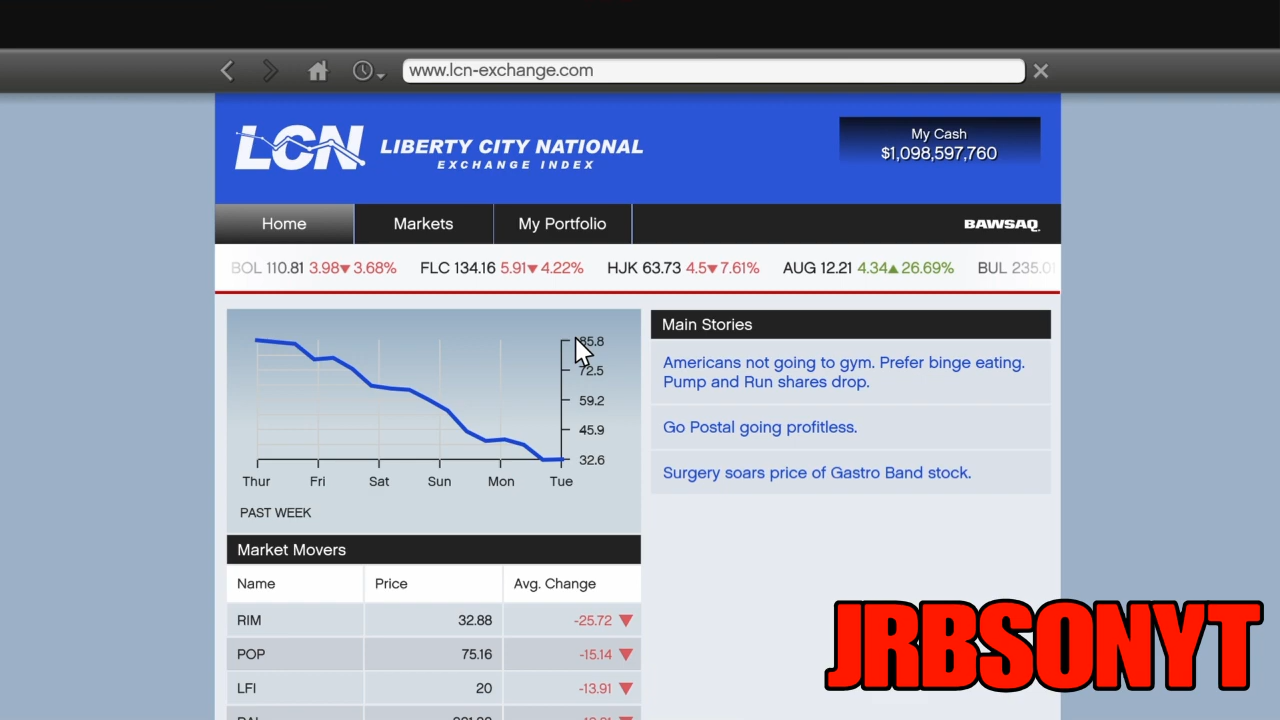 www.lcn-exchange.com
LCN LIBERTY CITY NATIONAL
EXCHANGE INDEX
My Cash
$1,098,597,760
Home Markets My Portfolio BAWSAQ
BOL 110.81 3.98▼ 3.68% FLC 134.16 5.91▼ 4.22% HJK 63.73 4.5▼ 7.61% AUG 12.21 4.34▲ 26.69% BUL 235.01
85.8
72.5
59.2
45.9
32.6
Thur Fri Sat Sun Mon Tue
PAST WEEK
Main Stories
Americans not going to gym. Prefer binge eating.
Pump and Run shares drop.
Go Postal going profitless.
Surgery soars price of Gastro Band stock.
Market Movers
Name Price Avg. Change
RIM 32.88 -25.72 ▼
POP 75.16 -15.14 ▼
LFI 20 -13.91 ▼
JRBSONYT